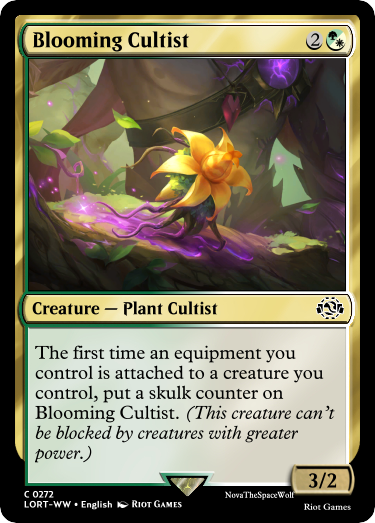 Blooming Cultist 2
Creature — Plant Cultist
The first time an equipment you
control is attached to a creature you
control, put a skulk counter on
Blooming Cultist. (This creature can't
be blocked by creatures with greater
power.)
3/2
C 0272
LORT-WW • English RIOT GAMES
NovaTheSpaceWolf
Riot Games